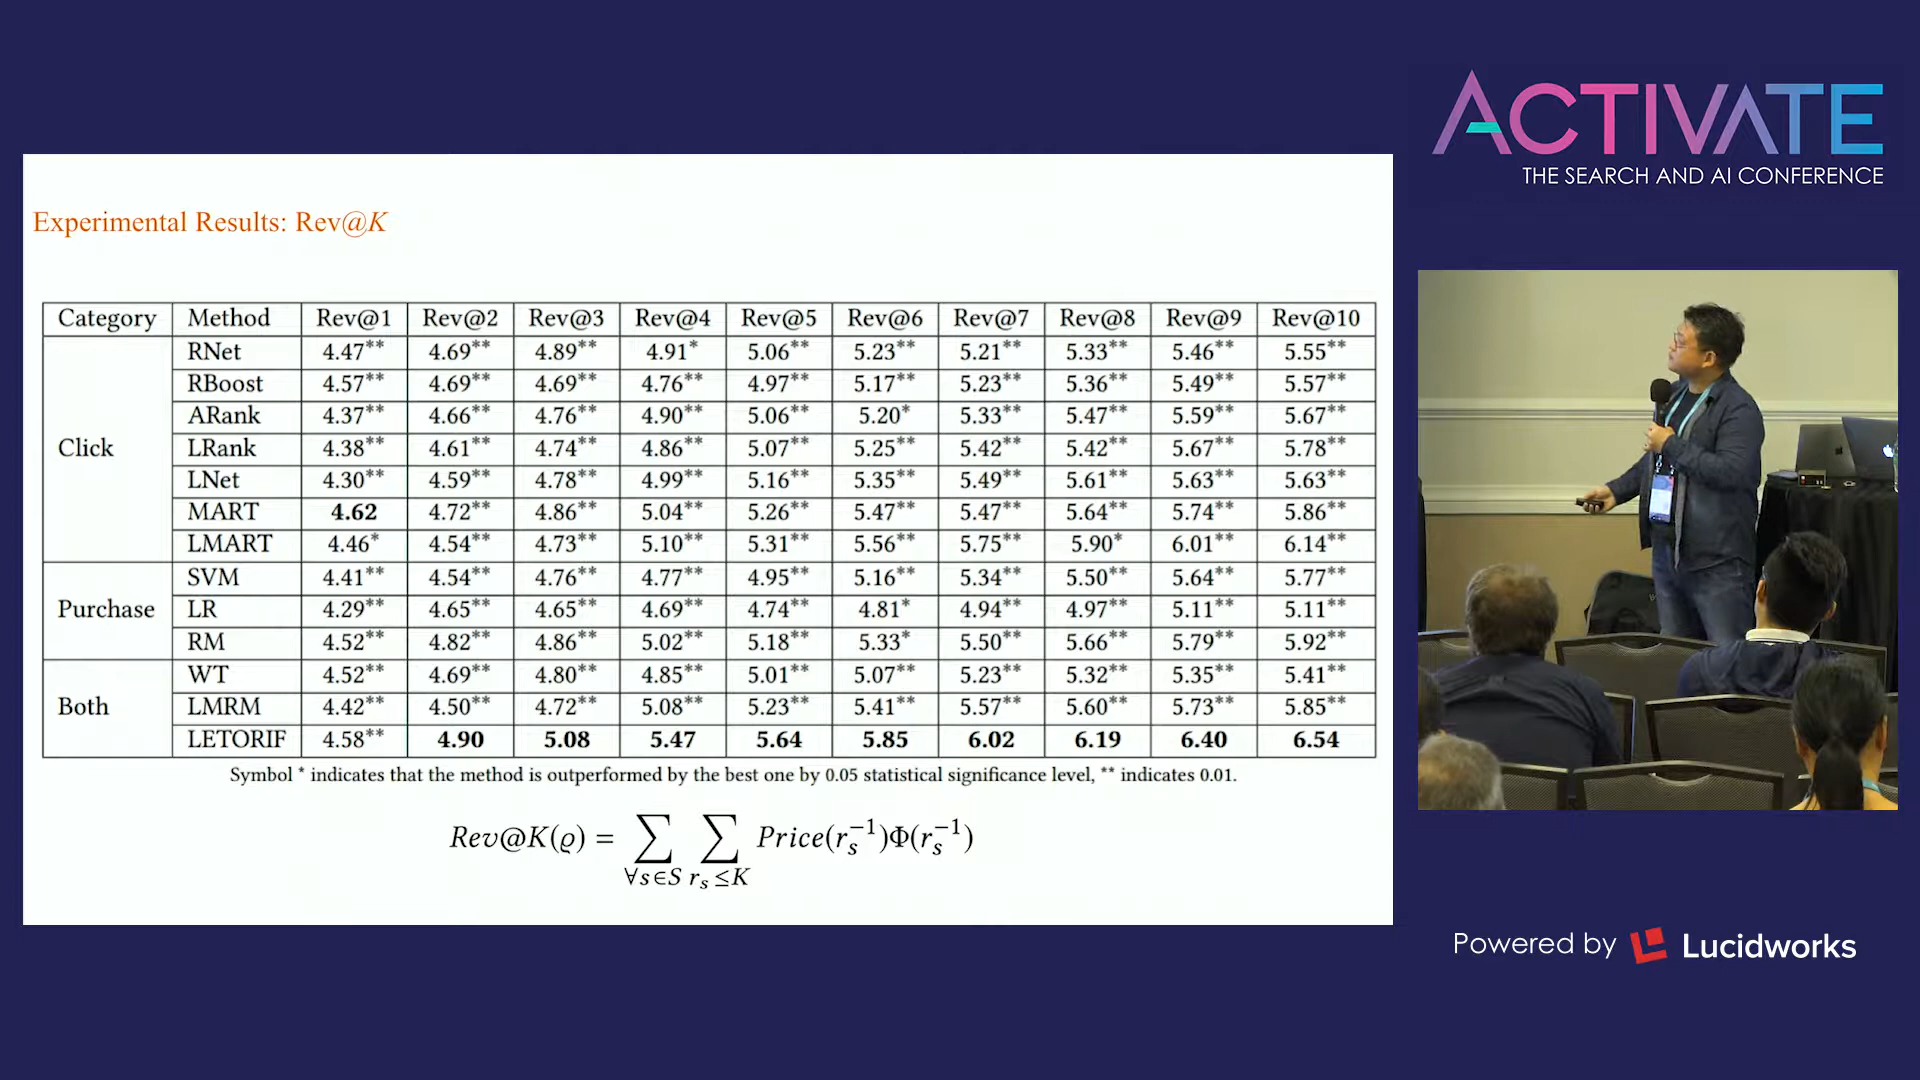 ACTIVATE
THE SEARCH AND AI CONFERENCE
Experimental Results: Rev@K
Category Method Rev@1 Rev@2 Rev@3 Rev@4 Rev@5 Rev@6 Rev@7 Rev@8 Rev@9 Rev@10
Click
RNet 4.47** 4.69** 4.89** 4.91* 5.06** 5.23** 5.21** 5.33** 5.46** 5.55**
RBoost 4.57** 4.69** 4.69** 4.76** 4.97** 5.17** 5.23** 5.36** 5.49** 5.57**
ARank 4.37** 4.66** 4.76** 4.90** 5.06** 5.20* 5.33** 5.47** 5.59** 5.67**
LRank 4.38** 4.61** 4.74** 4.86** 5.07** 5.25** 5.42** 5.42** 5.67** 5.78**
LNet 4.30** 4.59** 4.78** 4.99** 5.16** 5.35** 5.49** 5.61** 5.63** 5.63**
MART 4.62 4.72** 4.86** 5.04** 5.26** 5.47** 5.47** 5.64** 5.74** 5.86**
LMART 4.46* 4.54** 4.73** 5.10** 5.31** 5.56** 5.75** 5.90* 6.01** 6.14**
Purchase
SVM 4.41** 4.54** 4.76** 4.77** 4.95** 5.16** 5.34** 5.50** 5.64** 5.77**
LR 4.29** 4.65** 4.65** 4.69** 4.74** 4.81* 4.94** 4.97** 5.11** 5.11**
RM 4.52** 4.82** 4.86** 5.02** 5.18** 5.33* 5.50** 5.66** 5.79** 5.92**
Both
WT 4.52** 4.69** 4.80** 4.85** 5.01** 5.07** 5.23** 5.32** 5.35** 5.41**
LMRM 4.42** 4.50** 4.72** 5.08** 5.23** 5.41** 5.57** 5.60** 5.73** 5.85**
LETORIF 4.58** 4.90 5.08 5.47 5.64 5.85 6.02 6.19 6.40 6.54
Symbol * indicates that the method is outperformed by the best one by 0.05 statistical significance level, ** indicates 0.01.
Rev@K(ϱ) = ∑∀s∈S ∑rₛ≤K Price(rₛ⁻¹)Φ(rₛ⁻¹)
Powered by Lucidworks